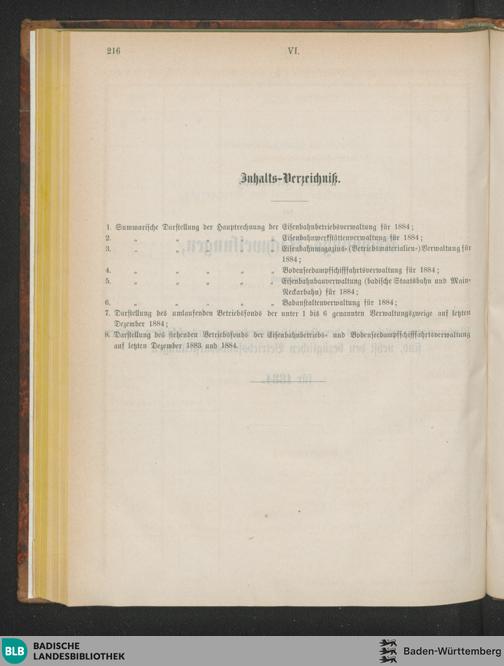 216
VI.
Inhalts-Verzeichniß.
1. Summarische Darstellung der Hauptrechnung der Eisenbahnbetriebsverwaltung für 1884;
2. „ „ „ „ „ Eisenbahnwerkstättenverwaltung für 1884;
3. „ „ „ „ „ Eisenbahnmagazins-(Betriebsmaterialien-)Verwaltung für
1884;
4. „ „ „ „ „ Bodenseedampfschifffahrtsverwaltung für 1884;
5. „ „ „ „ „ Eisenbahnbauverwaltung (badische Staatsbahn und Main-
Neckarbahn) für 1884;
6. „ „ „ „ „ Badanstaltenverwaltung für 1884;
7. Darstellung des umlaufenden Betriebsfonds der unter 1 bis 6 genannten Verwaltungszweige auf letzten
Dezember 1884;
8. Darstellung des stehenden Betriebsfonds der Eisenbahnbetriebs- und Bodenseedampfschifffahrtsverwaltung
auf letzten Dezember 1883 und 1884.
BLB
BADISCHE
LANDESBIBLIOTHEK
Baden-Württemberg